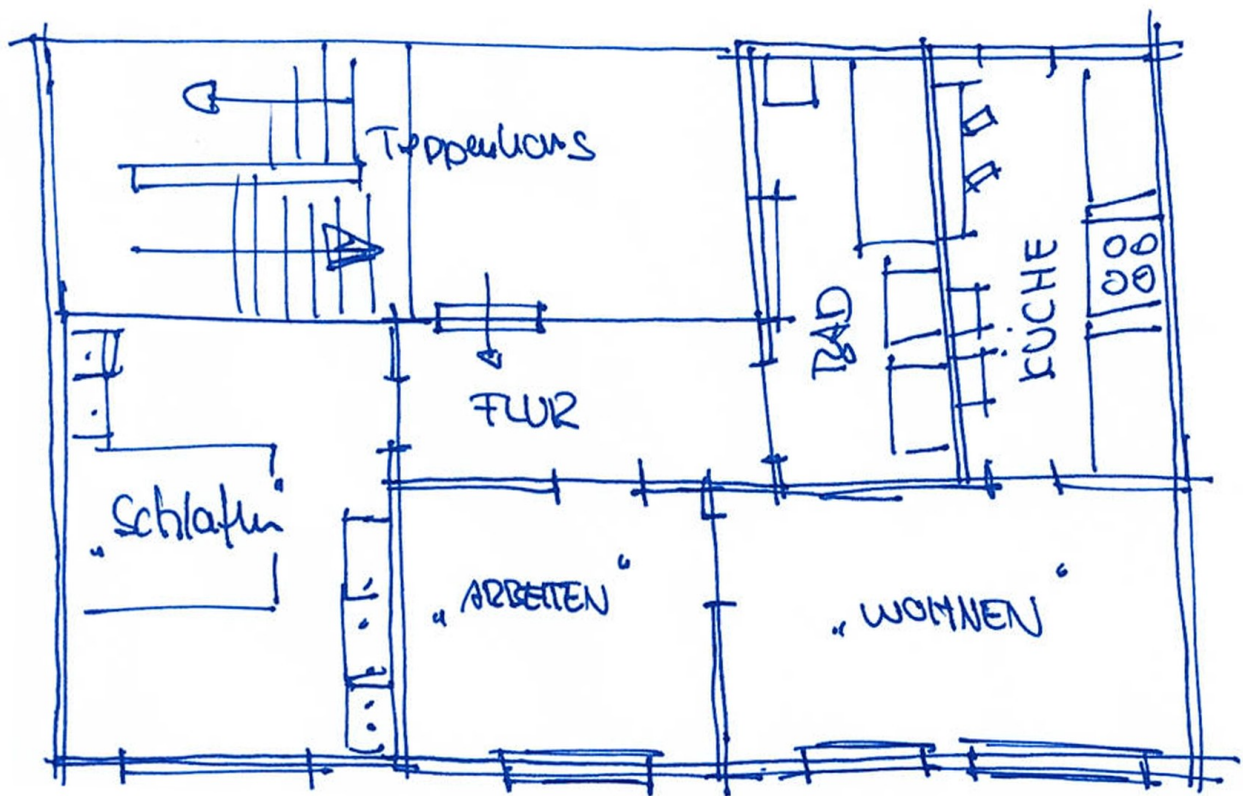 Treppenhaus
BAD
KÜCHE
FLUR
„Schlafen“
„ARBEITEN“
„WOHNEN“